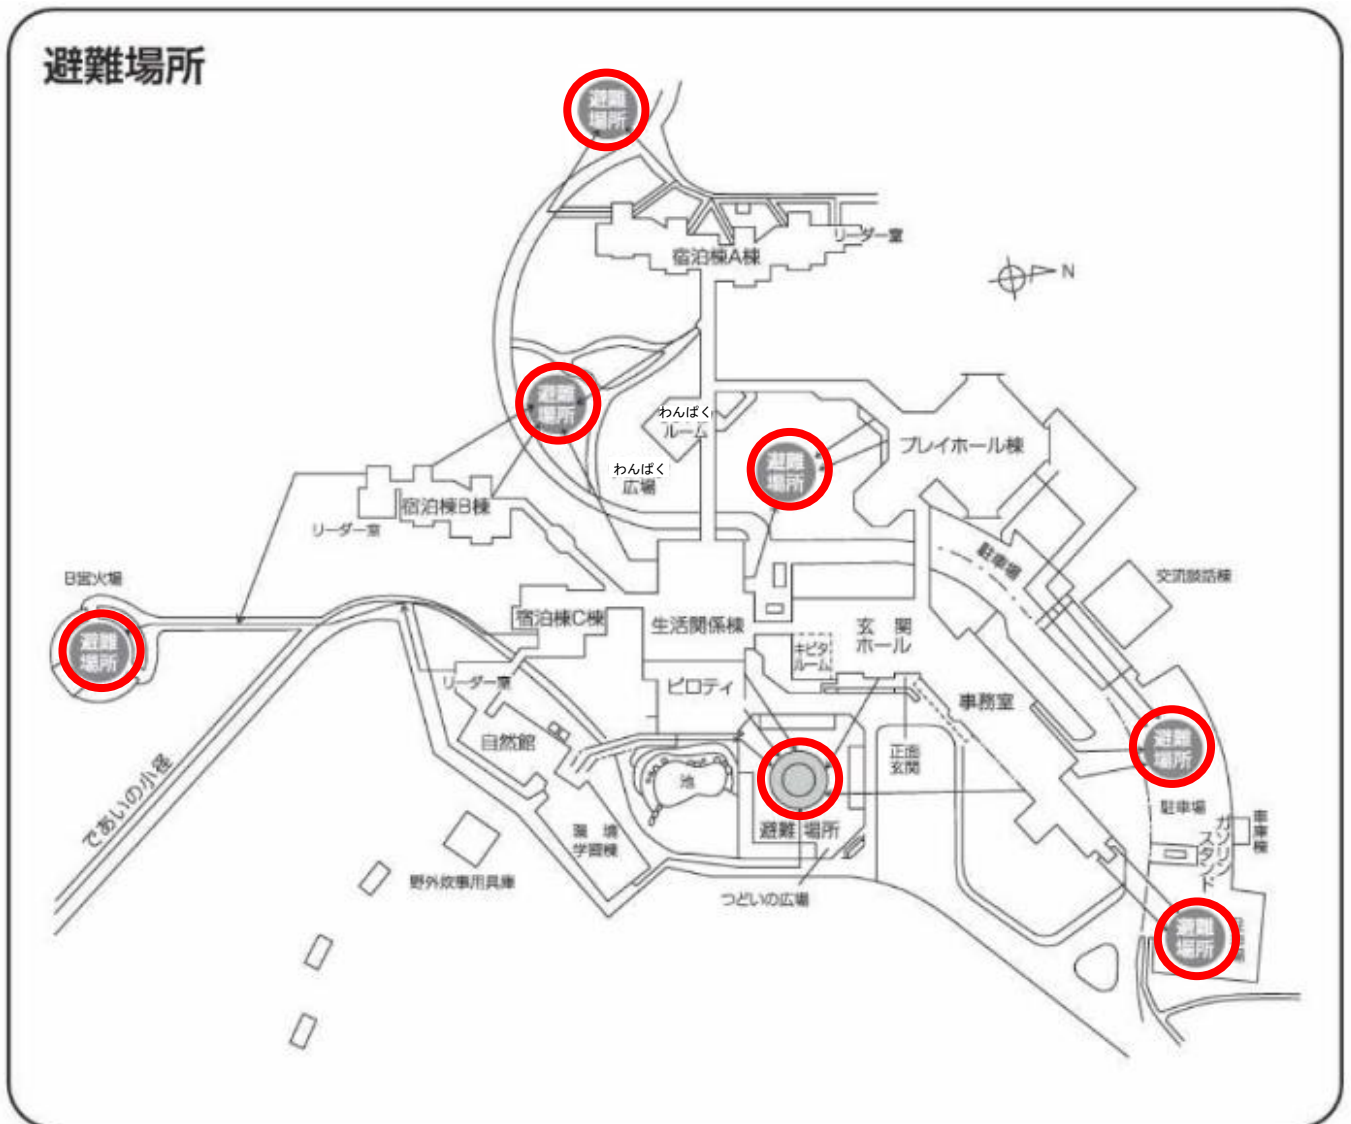 避難場所
避難
場所
リーダー室
宿泊棟A棟
N
避難
場所
わんぱく
ルーム
わんぱく
広場
避難
場所
プレイホール棟
宿泊棟B棟
リーダー室
駐車場
交流談話棟
B営火場
避難
場所
宿泊棟C棟
生活関係棟
キビタ
ルーム
玄関
ホール
リーダー室
ピロティ
事務室
自然館
正面
玄関
避難
場所
池
であいの小径
環境
学習棟
避難場所
駐車場
ガソリン
スタンド
車庫棟
野外炊事用具庫
つどいの広場
避難
場所